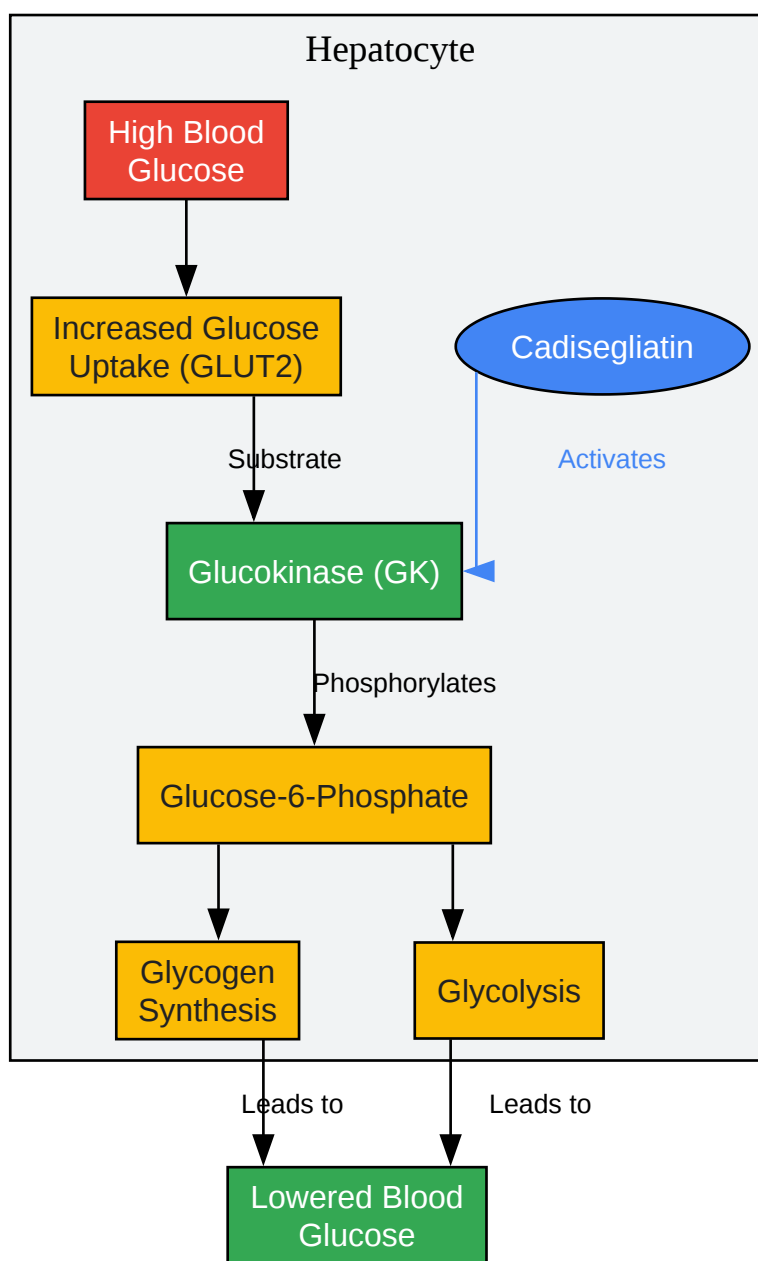 Hepatocyte
High Blood
Glucose
Increased Glucose
Uptake (GLUT2)
Cadisegliatin
Substrate
Activates
Glucokinase (GK)
Phosphorylates
Glucose-6-Phosphate
Glycogen
Synthesis
Glycolysis
Leads to
Leads to
Lowered Blood
Glucose